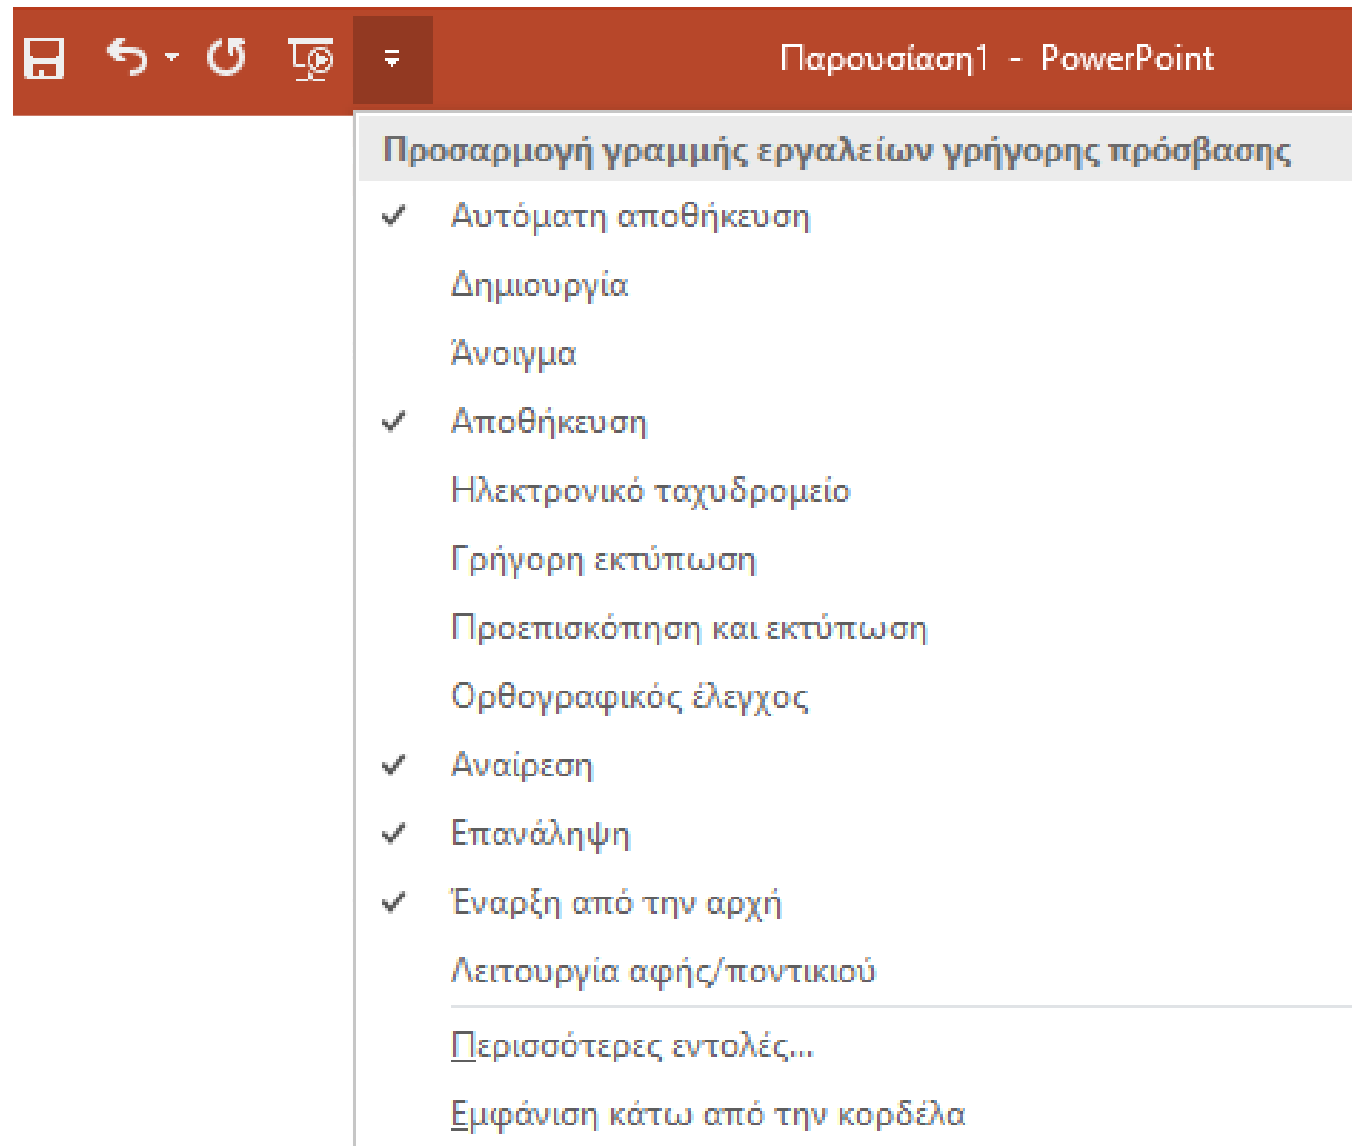 Παρουσίαση1 - PowerPoint
Προσαρμογή γραμμής εργαλείων γρήγορης πρόσβασης
Αυτόματη αποθήκευση
Δημιουργία
Άνοιγμα
Αποθήκευση
Ηλεκτρονικό ταχυδρομείο
Γρήγορη εκτύπωση
Προεπισκόπηση και εκτύπωση
Ορθογραφικός έλεγχος
Αναίρεση
Επανάληψη
Έναρξη από την αρχή
Λειτουργία αφής/ποντικιού
Περισσότερες εντολές...
Εμφάνιση κάτω από την κορδέλα